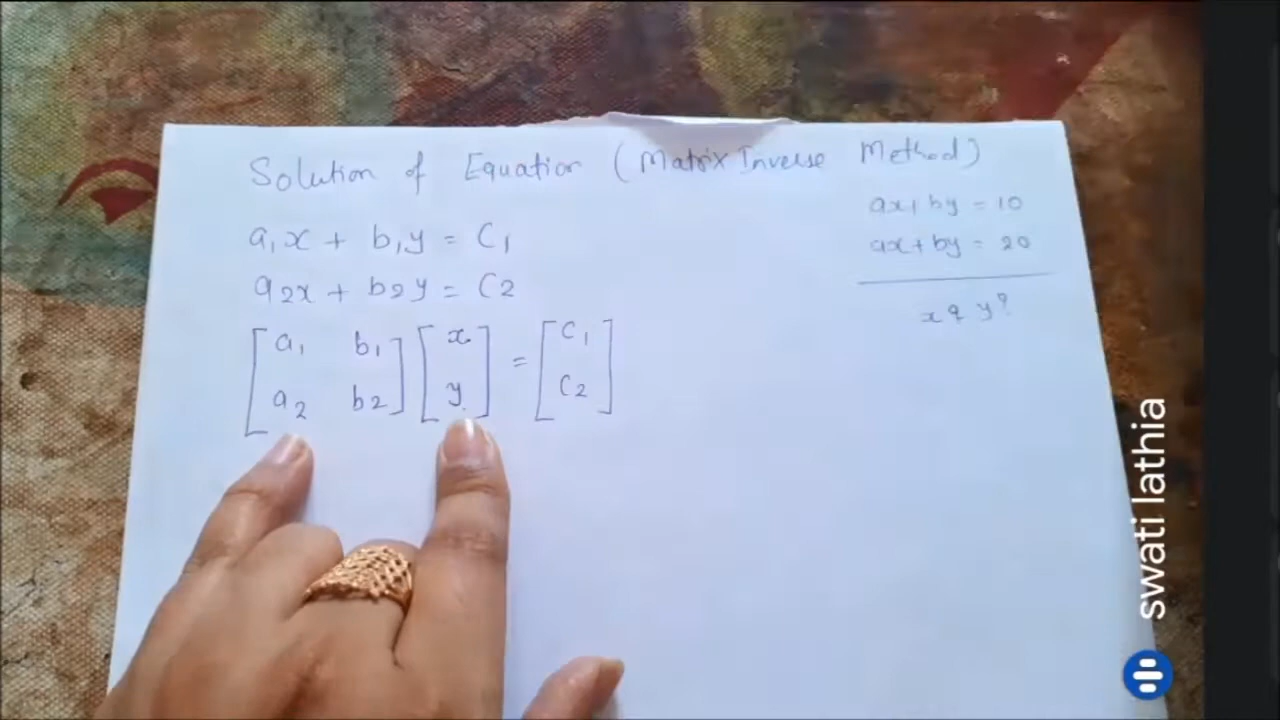 Solution of Equation (Matrix Inverse Method)
a₁x + b₁y = C₁
a₂x + b₂y = C₂
[a₁ b₁] [x] = [C₁]
[a₂ b₂] [y] [C₂]
ax+by = 10
ax+by = 20
x & y?
swati lathia